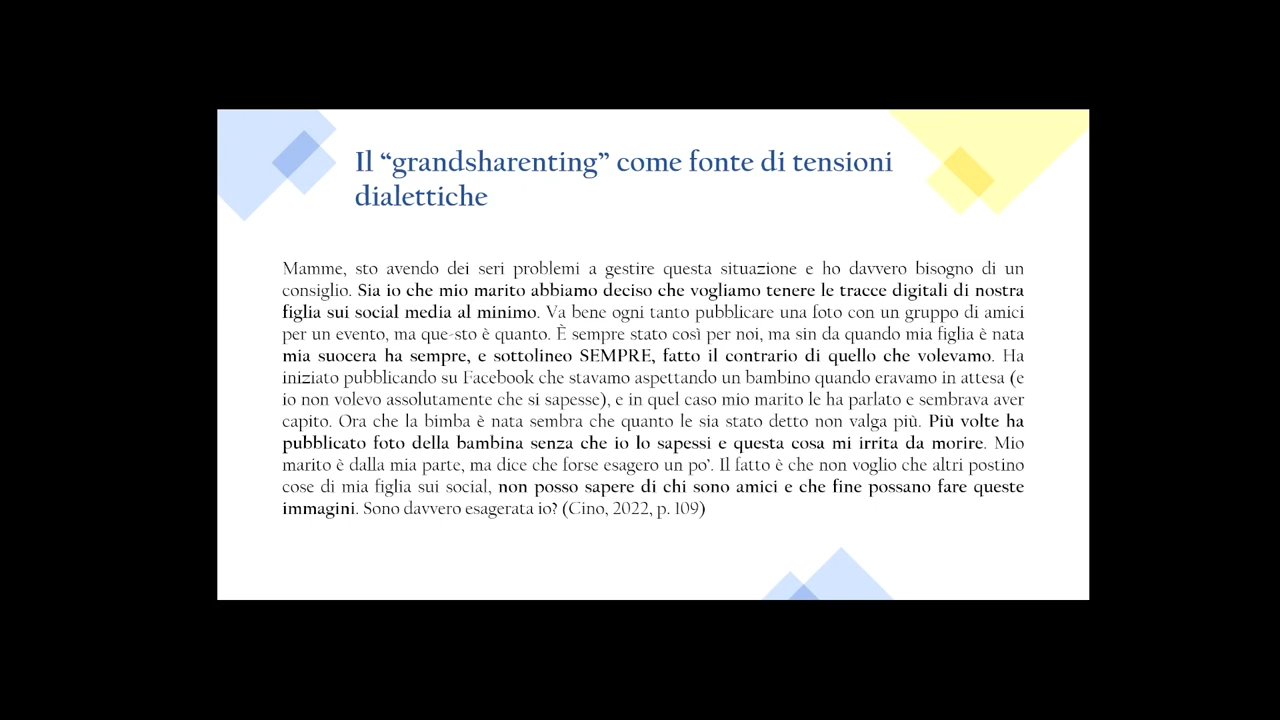 Il “grandsharenting” come fonte di tensioni
dialettiche
Mamme, sto avendo dei seri problemi a gestire questa situazione e ho davvero bisogno di un
consiglio. Sia io che mio marito abbiamo deciso che vogliamo tenere le tracce digitali di nostra
figlia sui social media al minimo. Va bene ogni tanto pubblicare una foto con un gruppo di amici
per un evento, ma que-sto è quanto. È sempre stato così per noi, ma sin da quando mia figlia è nata
mia suocera ha sempre, e sottolineo SEMPRE, fatto il contrario di quello che volevamo. Ha
iniziato pubblicando su Facebook che stavamo aspettando un bambino quando eravamo in attesa (e
io non volevo assolutamente che si sapesse), e in quel caso mio marito le ha parlato e sembrava aver
capito. Ora che la bimba è nata sembra che quanto le sia stato detto non valga più. Più volte ha
pubblicato foto della bambina senza che io lo sapessi e questa cosa mi irrita da morire. Mio
marito è dalla mia parte, ma dice che forse esagero un po’. Il fatto è che non voglio che altri postino
cose di mia figlia sui social, non posso sapere di chi sono amici e che fine possano fare queste
immagini. Sono davvero esagerata io? (Cino, 2022, p. 109)